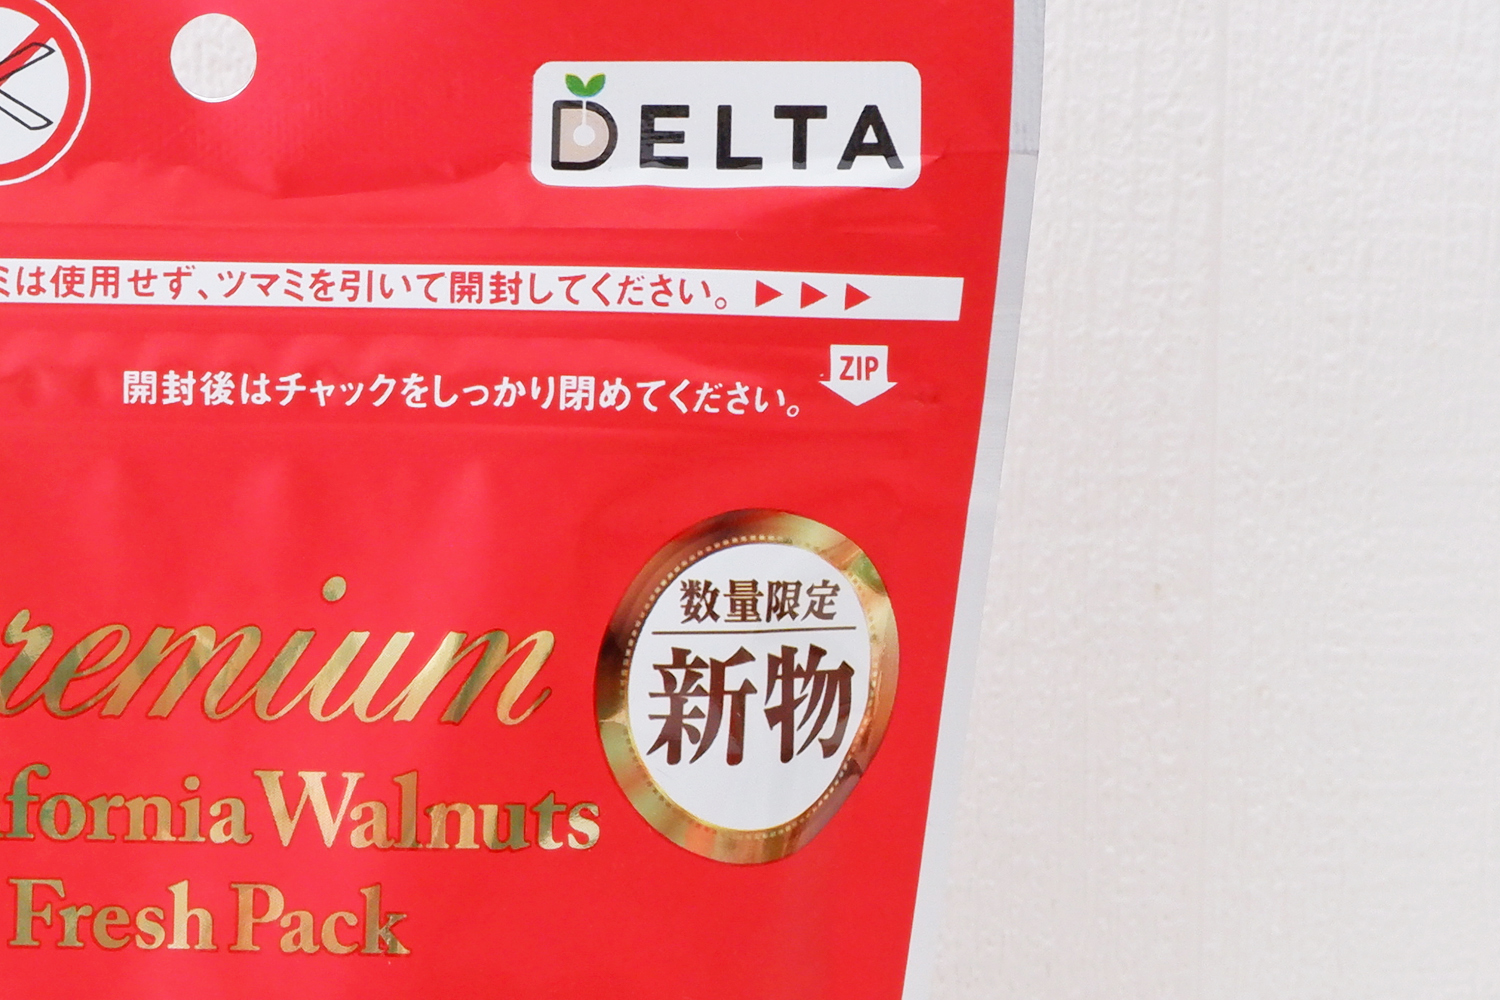 DELTA
ミは使用せず、ツマミを引いて開封してください。▶▶▶
開封後はチャックをしっかり閉めてください。
ZIP
数量限定
新物
remium
fornia Walnuts
Fresh Pack